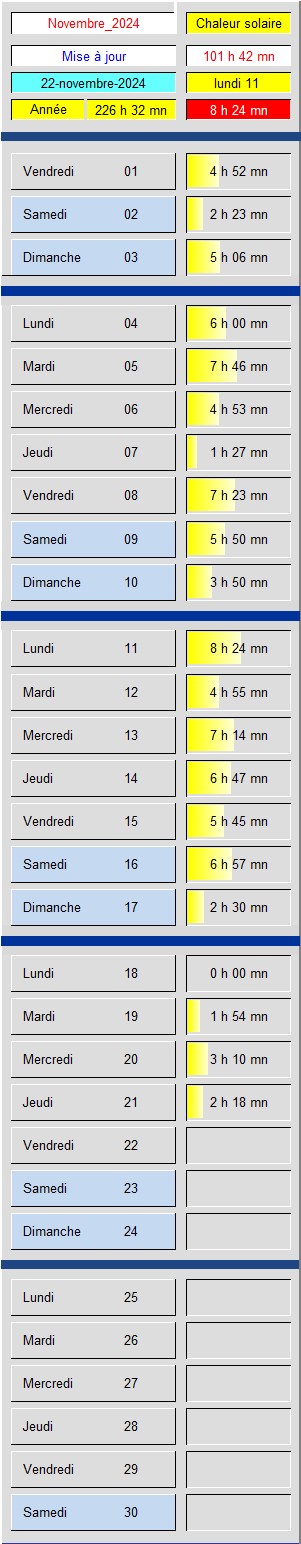 Novembre_2024 Chaleur solaire
Mise à jour 101 h 42 mn
22-novembre-2024 lundi 11
Année 226 h 32 mn 8 h 24 mn
Vendredi 01 4 h 52 mn
Samedi 02 2 h 23 mn
Dimanche 03 5 h 06 mn
Lundi 04 6 h 00 mn
Mardi 05 7 h 46 mn
Mercredi 06 4 h 53 mn
Jeudi 07 1 h 27 mn
Vendredi 08 7 h 23 mn
Samedi 09 5 h 50 mn
Dimanche 10 3 h 50 mn
Lundi 11 8 h 24 mn
Mardi 12 4 h 55 mn
Mercredi 13 7 h 14 mn
Jeudi 14 6 h 47 mn
Vendredi 15 5 h 45 mn
Samedi 16 6 h 57 mn
Dimanche 17 2 h 30 mn
Lundi 18 0 h 00 mn
Mardi 19 1 h 54 mn
Mercredi 20 3 h 10 mn
Jeudi 21 2 h 18 mn
Vendredi 22
Samedi 23
Dimanche 24
Lundi 25
Mardi 26
Mercredi 27
Jeudi 28
Vendredi 29
Samedi 30